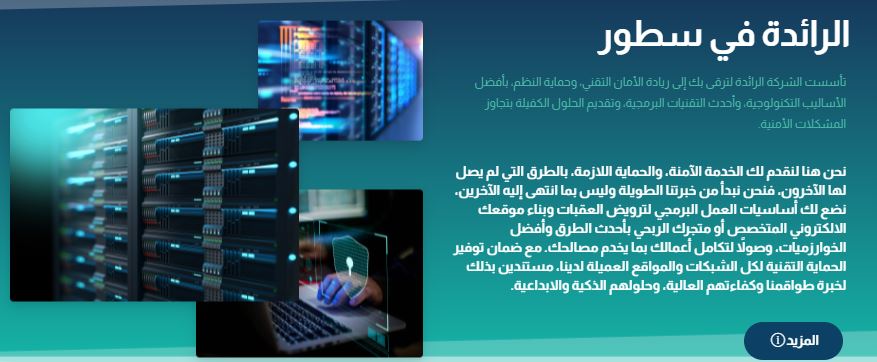 الرائدة في سطور
تأسست الشركة الرائدة لترقى بك إلى ريادة الأمان التقني، وحماية النظم، بأفضل
الأساليب التكنولوجية، وأحدث التقنيات البرمجية، وتقديم الحلول الكفيلة بتجاوز
المشكلات الأمنية.
نحن هنا لنقدم لك الخدمة الآمنة، والحماية اللازمة، بالطرق التي لم يصل
لها الآخرون، فنحن نبدأ من خبرتنا الطويلة وليس بما انتهى إليه الآخرين،
نضع لك أساسيات العمل البرمجي لترويض العقبات وبناء موقعك
الالكتروني المتخصص أو متجرك الربحي بأحدث الطرق وأفضل
الخوارزميات، وصولًا لتكامل أعمالك بما يخدم مصالحك، مع ضمان توفير
الحماية التقنية لكل الشبكات والمواقع العميلة لدينا، مستندين بذلك
لخبرة طواقمنا وكفاءتهم العالية، وحلولهم الذكية والابداعية.
المزيد